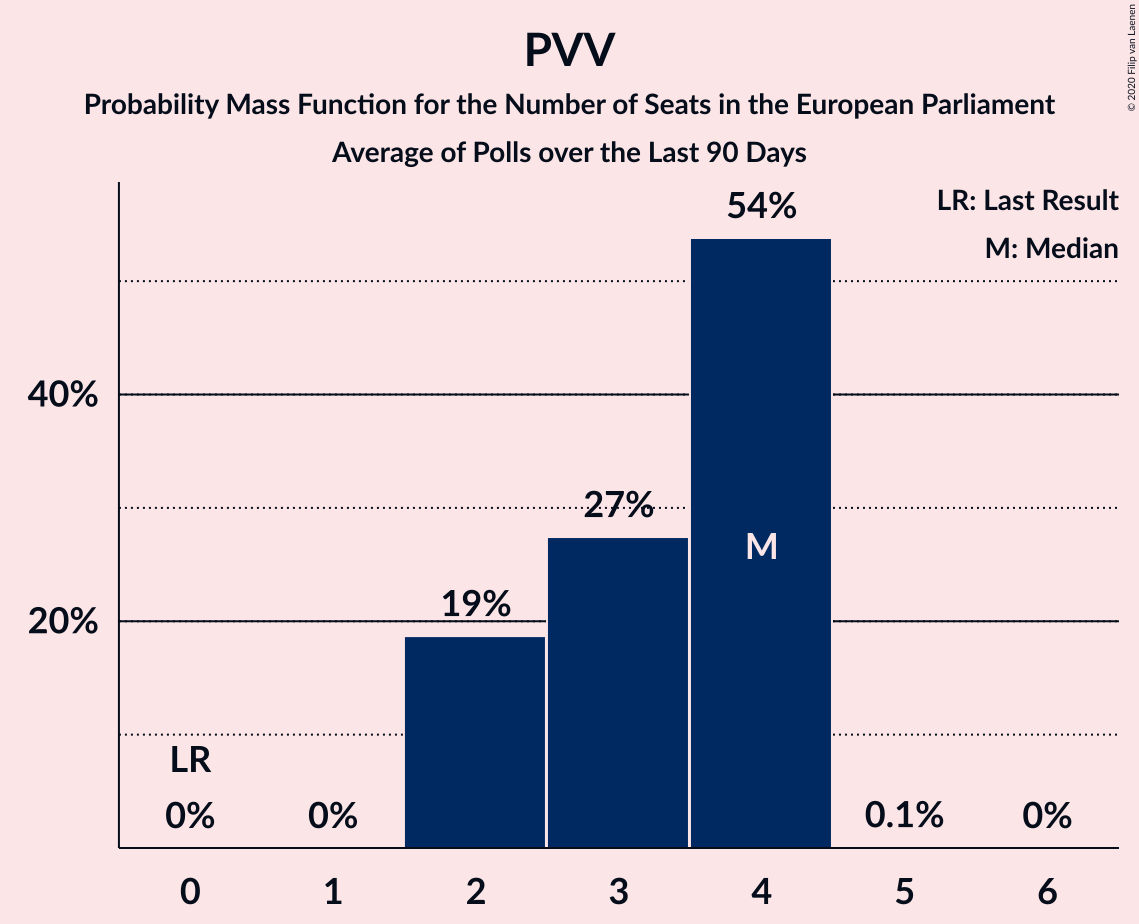 PVV
Probability Mass Function for the Number of Seats in the European Parliament
Average of Polls over the Last 90 Days
© 2020 Filip van Laenen
LR: Last Result
M: Median
54%
40%
27%
M
19%
20%
LR
0%
0%
0.1%
0%
0
1
2
3
4
5
6